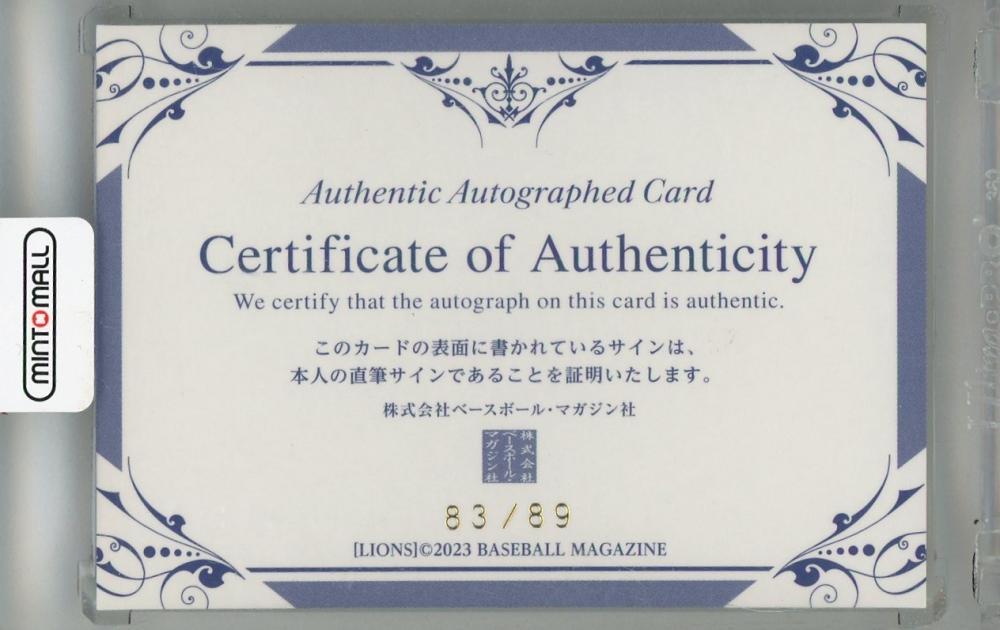 Authentic Autographed Card
Certificate of Authenticity
We certify that the autograph on this card is authentic.
このカードの表面に書かれているサインは、
本人の直筆サインであることを証明いたします。
株式会社ベースボール・マガジン社
株式会社
ベースボール・
マガジン社
83/89
[LIONS]©2023 BASEBALL MAGAZINE
MINTOMALL